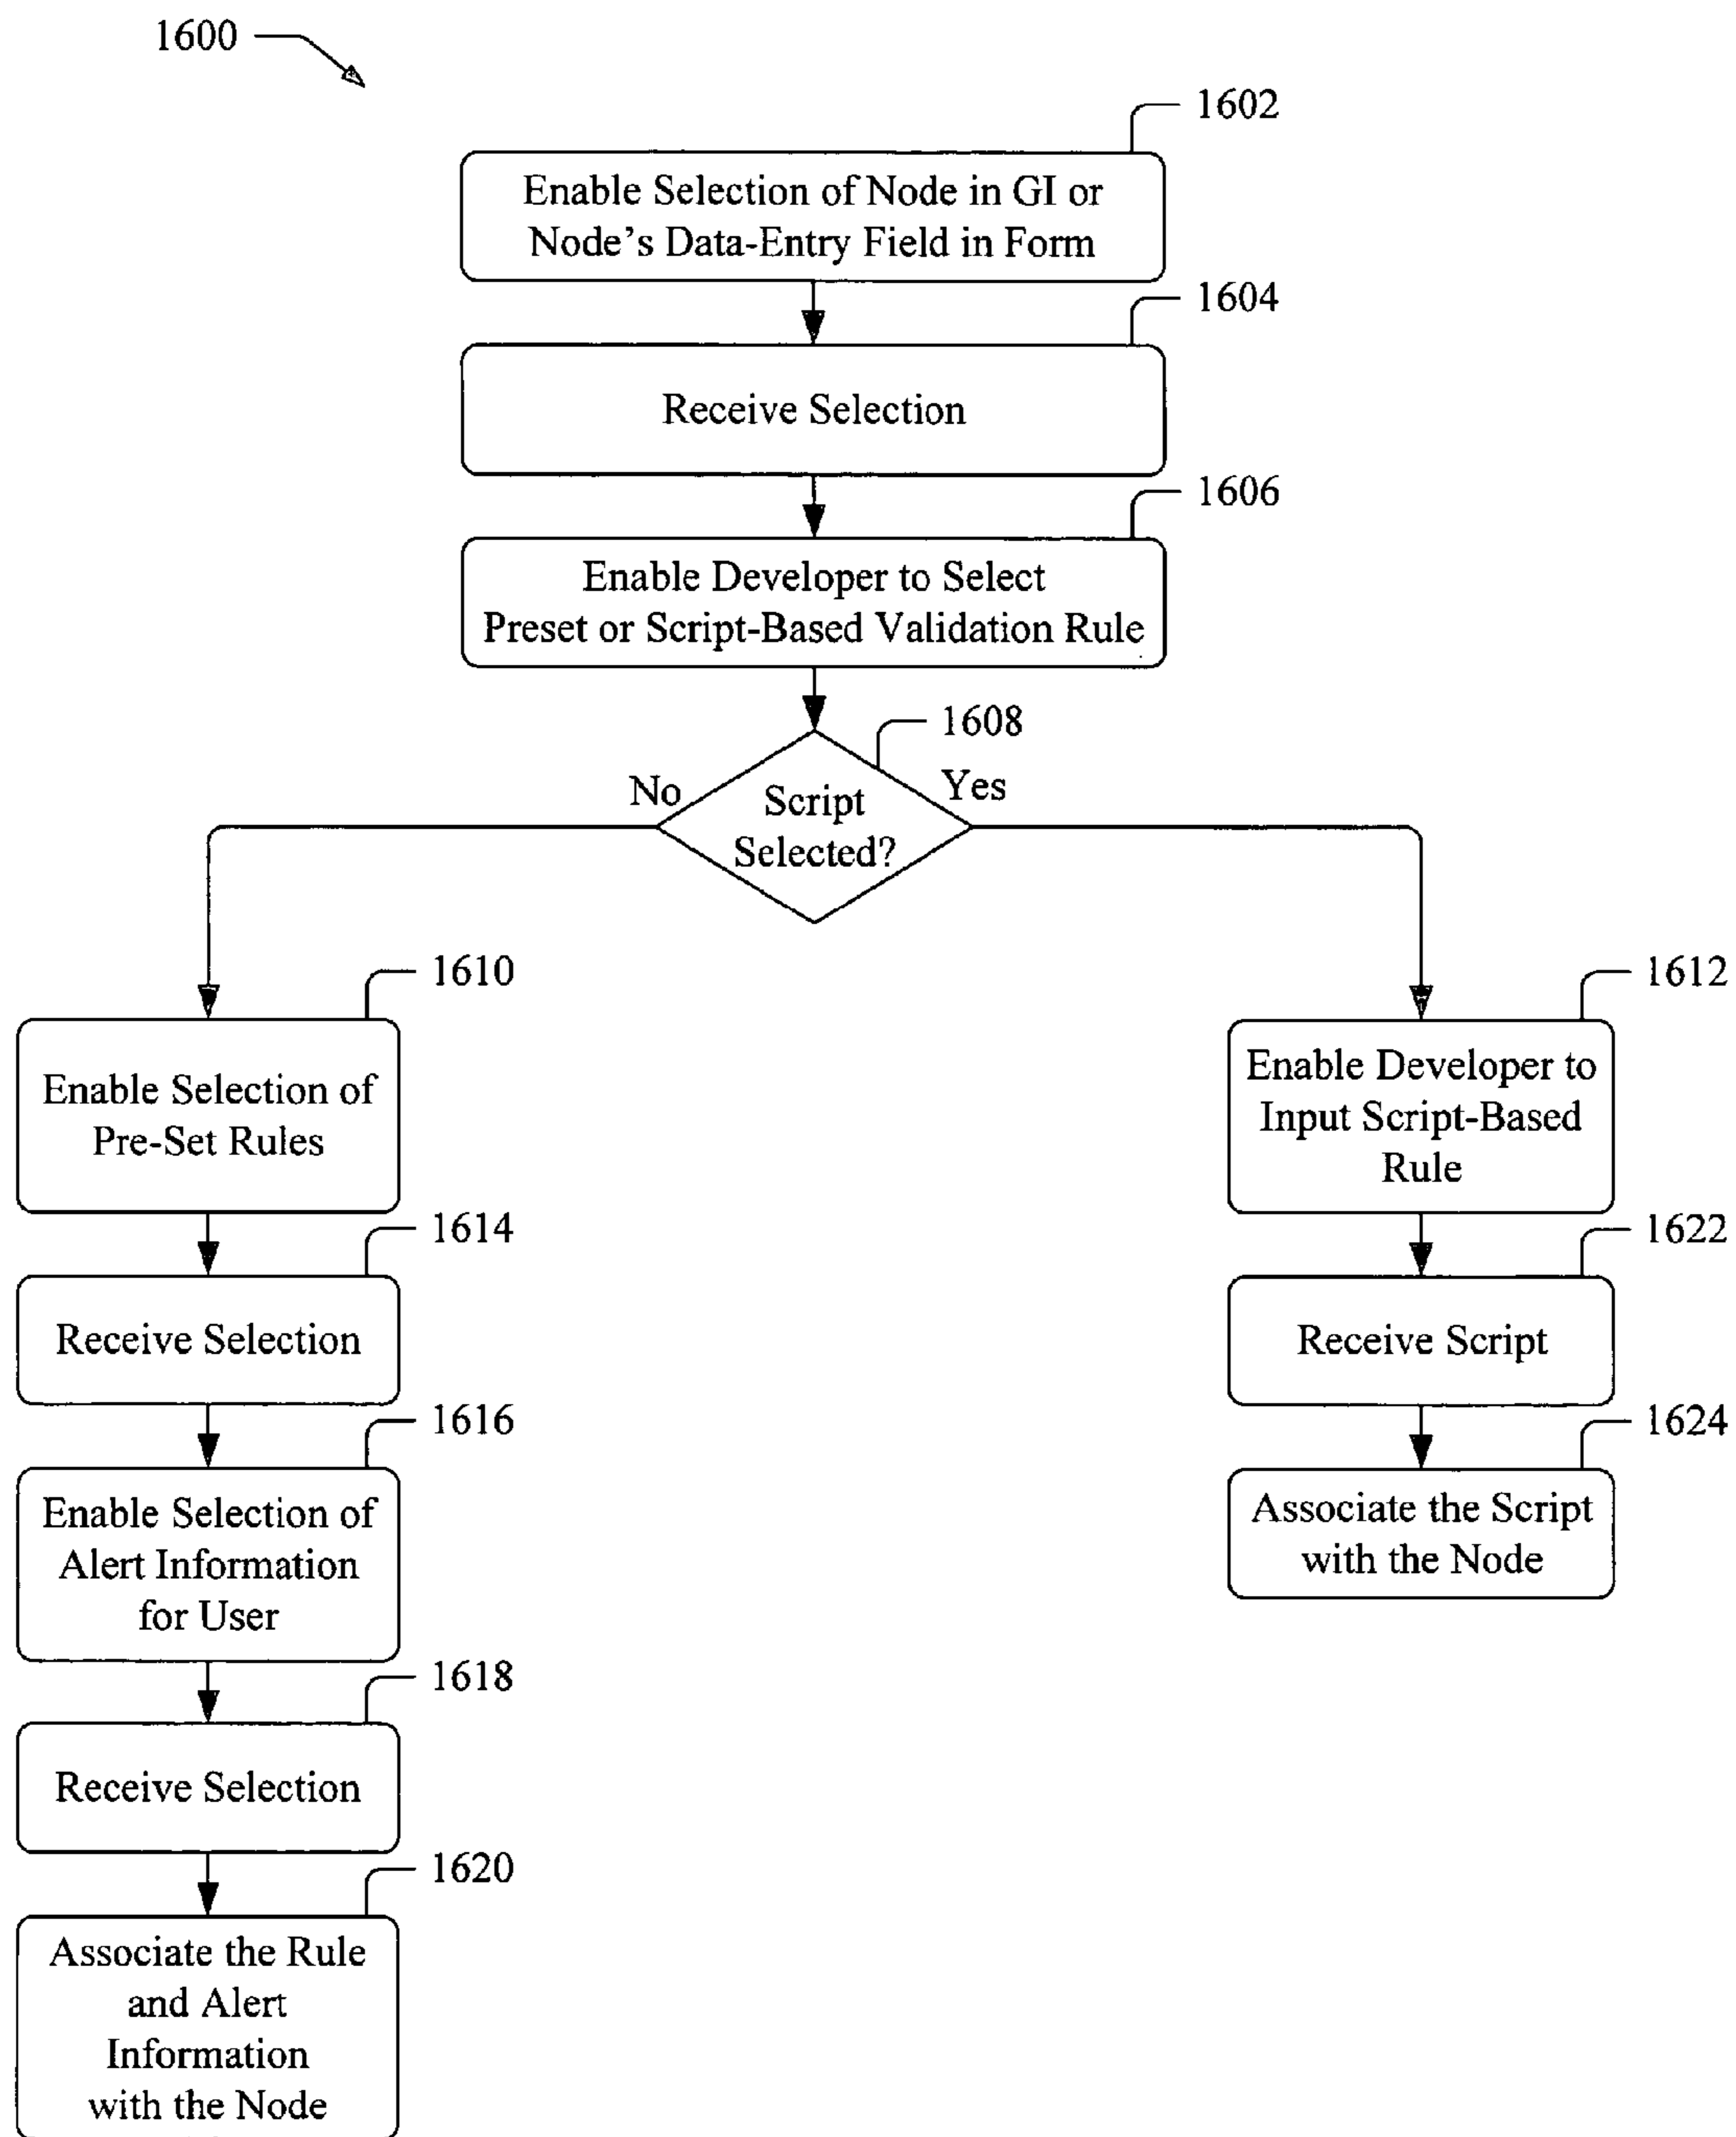 1600
1602
Enable Selection of Node in GI or
Node's Data-Entry Field in Form
1604
Receive Selection
1606
Enable Developer to Select
Preset or Script-Based Validation Rule
1608
No
Yes
Script
Selected?
1610
Enable Selection of
Pre-Set Rules
1614
Receive Selection
1616
Enable Selection of
Alert Information
for User
1618
Receive Selection
1620
Associate the Rule
and Alert
Information
with the Node
1612
Enable Developer to
Input Script-Based
Rule
1622
Receive Script
1624
Associate the Script
with the Node